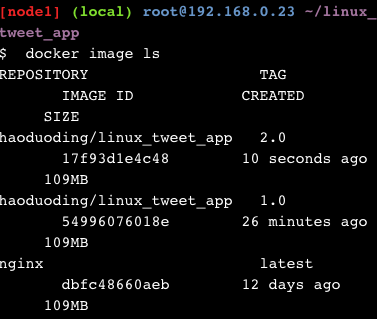 [node1] (local) root@192.168.0.23 ~/linux_
tweet_app
$ docker image ls
REPOSITORY TAG
IMAGE ID CREATED
SIZE
haoduoding/linux_tweet_app 2.0
17f93d1e4c48 10 seconds ago
109MB
haoduoding/linux_tweet_app 1.0
54996076018e 26 minutes ago
109MB
nginx latest
dbfc48660aeb 12 days ago
109MB